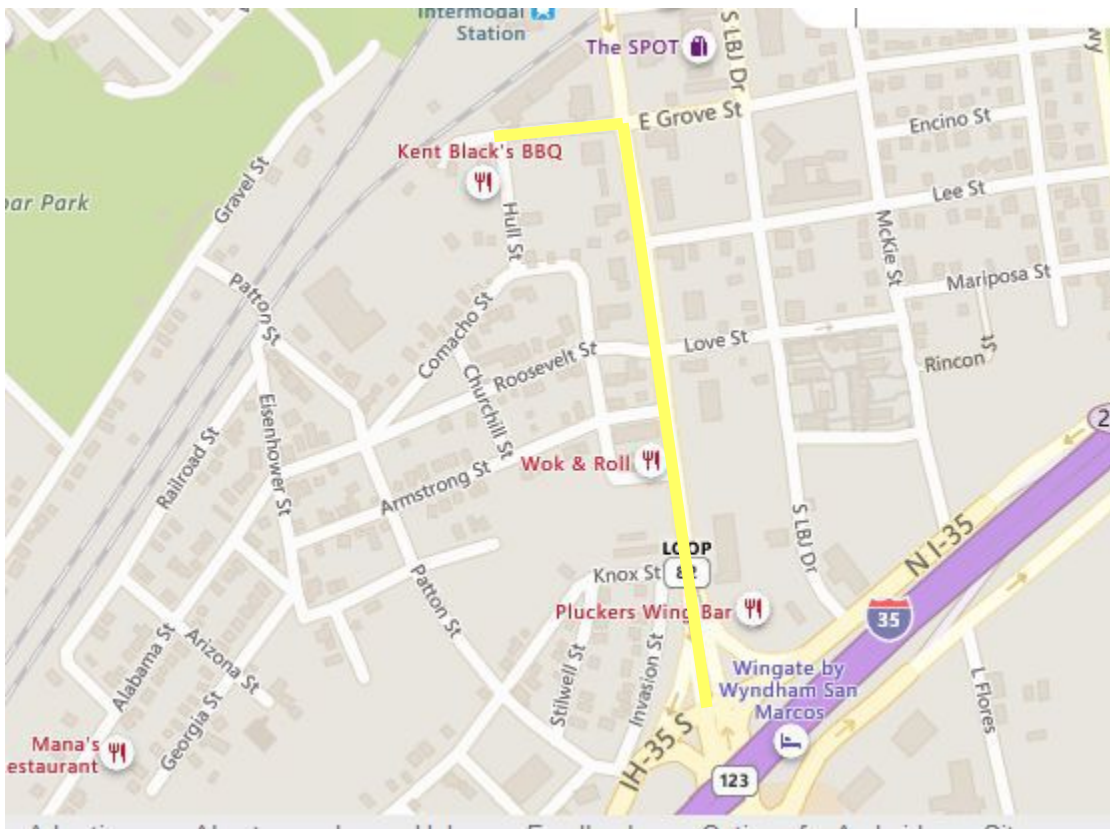 Intermodal
Station
The SPOT
S LBJ Dr
E Grove St
Encino St
Kent Black's BBQ
Gravel St
Lee St
Park
Hull St
McKie St
Mariposa St
Patton St
Comacho St
Love St
Roosevelt St
Rincon St
Churchill St
Eisenhower St
2
Railroad St
Wok & Roll
Armstrong St
S LBJ Dr
N I-35
LOOP
82
Knox St
Patton St
Pluckers Wing Bar
35
Arizona St
Alabama St
Stilwell St
Invasion St
Wingate by
Wyndham San
Marcos
L Flores
Georgia St
Mana's
estaurant
IH-35 S
123